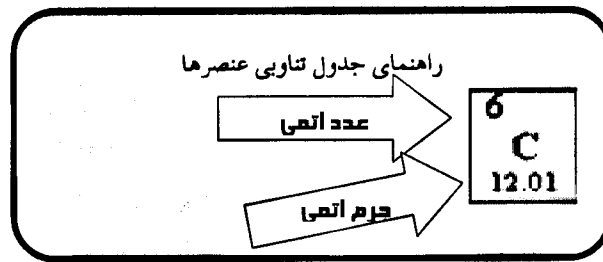 راهنمای جدول تناوبی عنصرها
عدد اتمی
6
C
12.01
جرم اتمی